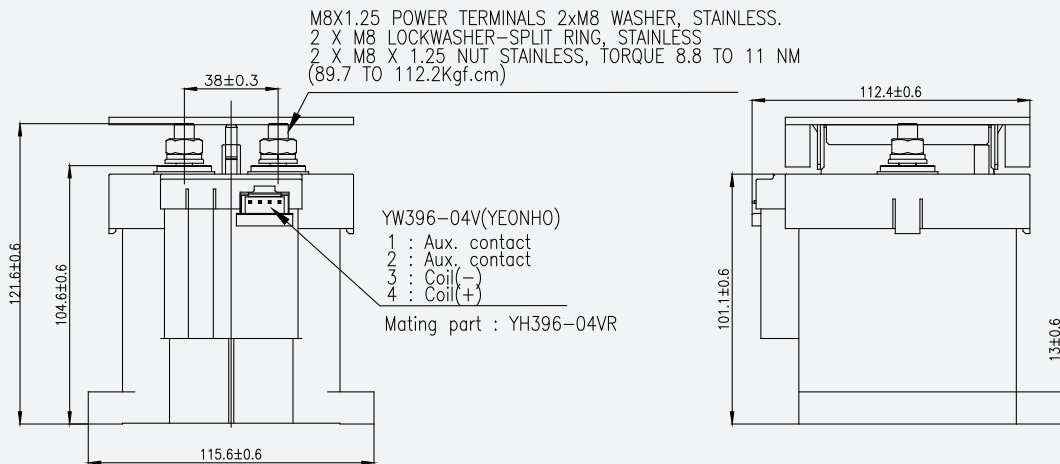 M8X1.25 POWER TERMINALS 2xM8 WASHER, STAINLESS.
2 X M8 LOCKWASHER-SPLIT RING, STAINLESS
2 X M8 X 1.25 NUT STAINLESS, TORQUE 8.8 TO 11 NM
(89.7 TO 112.2Kgf.cm)
38±0.3
112.4±0.6
121.6±0.6
104.6±0.6
YW396-04V(YEONHO)
1 : Aux. contact
2 : Aux. contact
3 : Coil(-)
4 : Coil(+)
Mating part : YH396-04VR
101.1±0.6
13±0.6
115.6±0.6